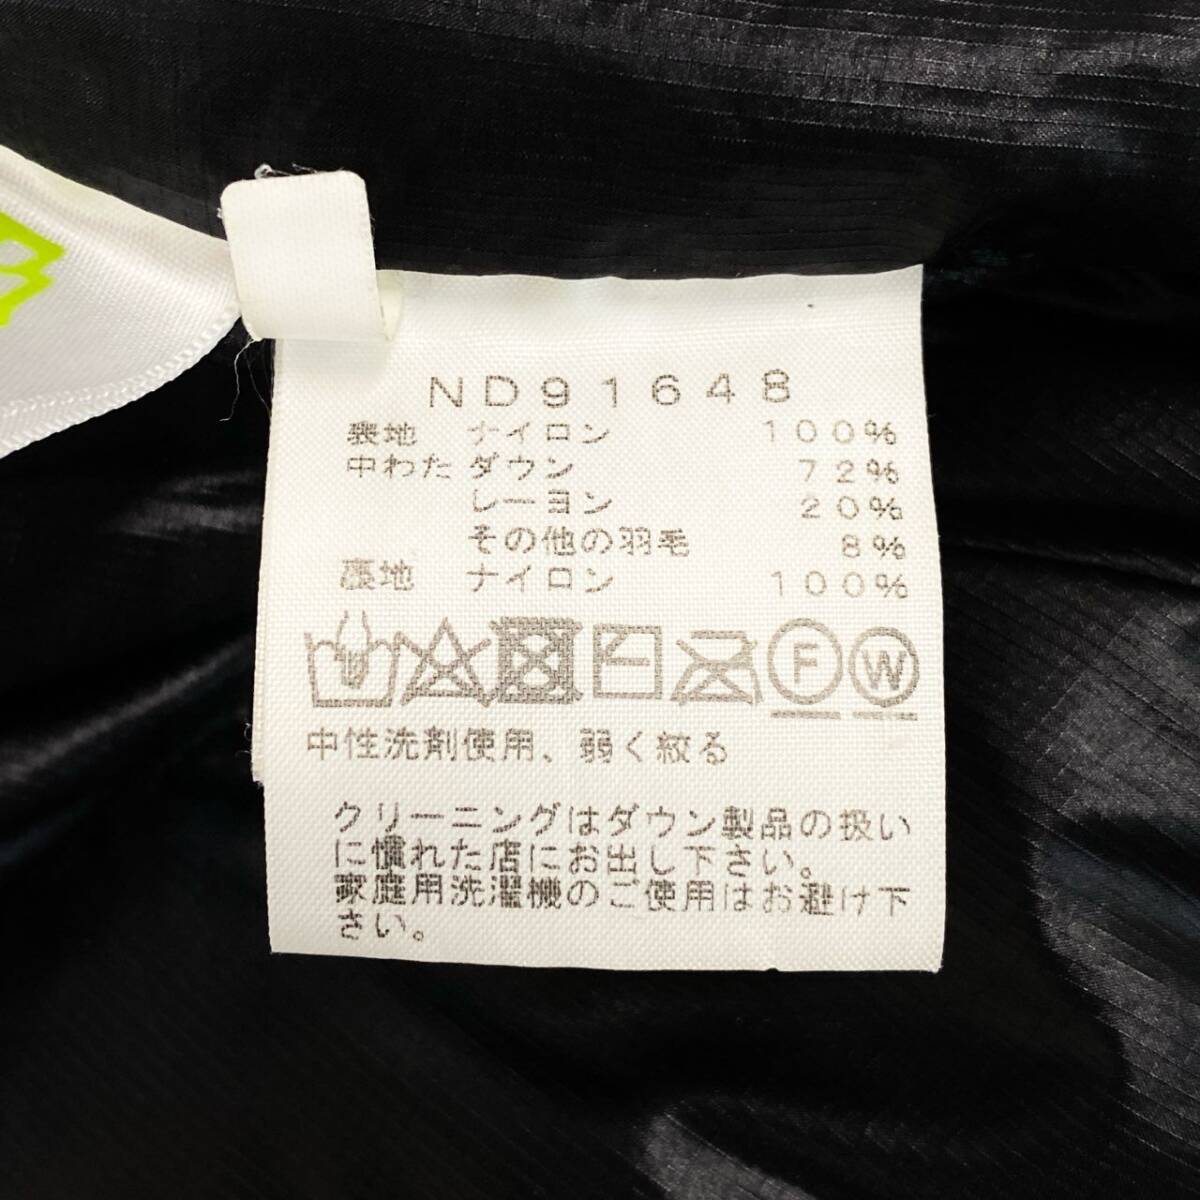 ND91648
表地 ナイロン 100%
中わた ダウン 72%
レーヨン 20%
その他の羽毛 8%
裏地 ナイロン 100%
F W
中性洗剤使用、弱く絞る
クリーニングはダウン製品の扱い
に慣れた店にお出し下さい。
家庭用洗濯機のご使用はお避け下
さい。